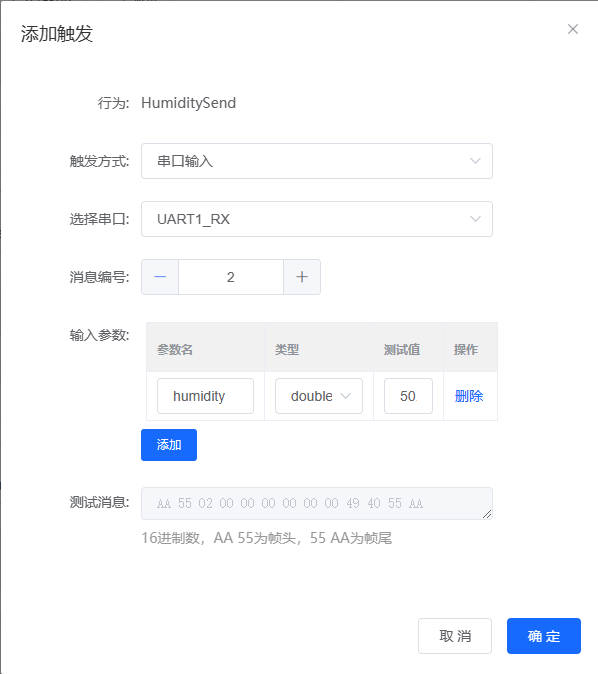 添加触发
行为: HumiditySend
触发方式: 串口输入
选择串口: UART1_RX
消息编号: 2
输入参数: 参数名 类型 测试值 操作
humidity double 50 删除
添加
测试消息: AA 55 02 00 00 00 00 00 00 49 40 55 AA
16进制数，AA 55为帧头，55 AA为帧尾
取 消 确 定